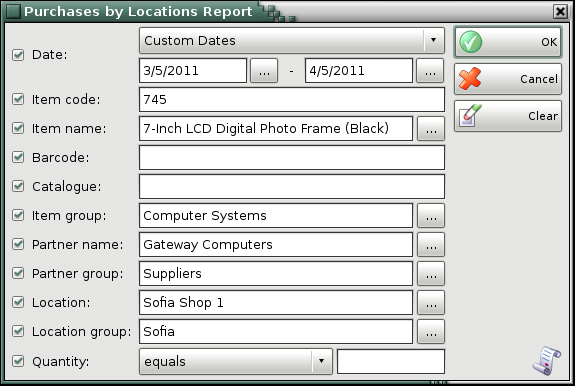 Purchases by Locations Report
Date: Custom Dates OK
3/5/2011 ... - 4/5/2011 ... Cancel
Item code: 745
Item name: 7-Inch LCD Digital Photo Frame (Black) ... Clear
Barcode:
Catalogue:
Item group: Computer Systems ...
Partner name: Gateway Computers ...
Partner group: Suppliers ...
Location: Sofia Shop 1 ...
Location group: Sofia ...
Quantity: equals